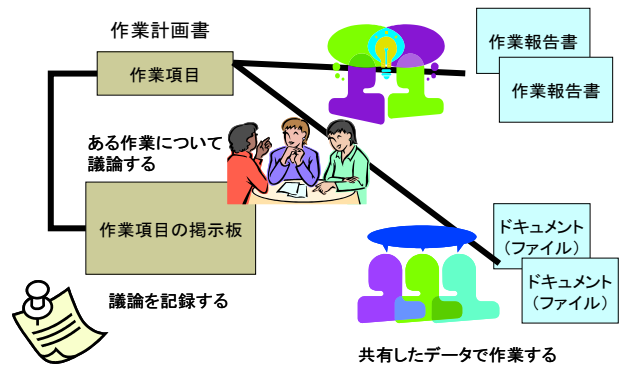 作業計画書
作業項目
作業報告書
作業報告書
ある作業について
議論する
作業項目の掲示板
議論を記録する
ドキュメント
（ファイル）
ドキュメント
（ファイル）
共有したデータで作業する